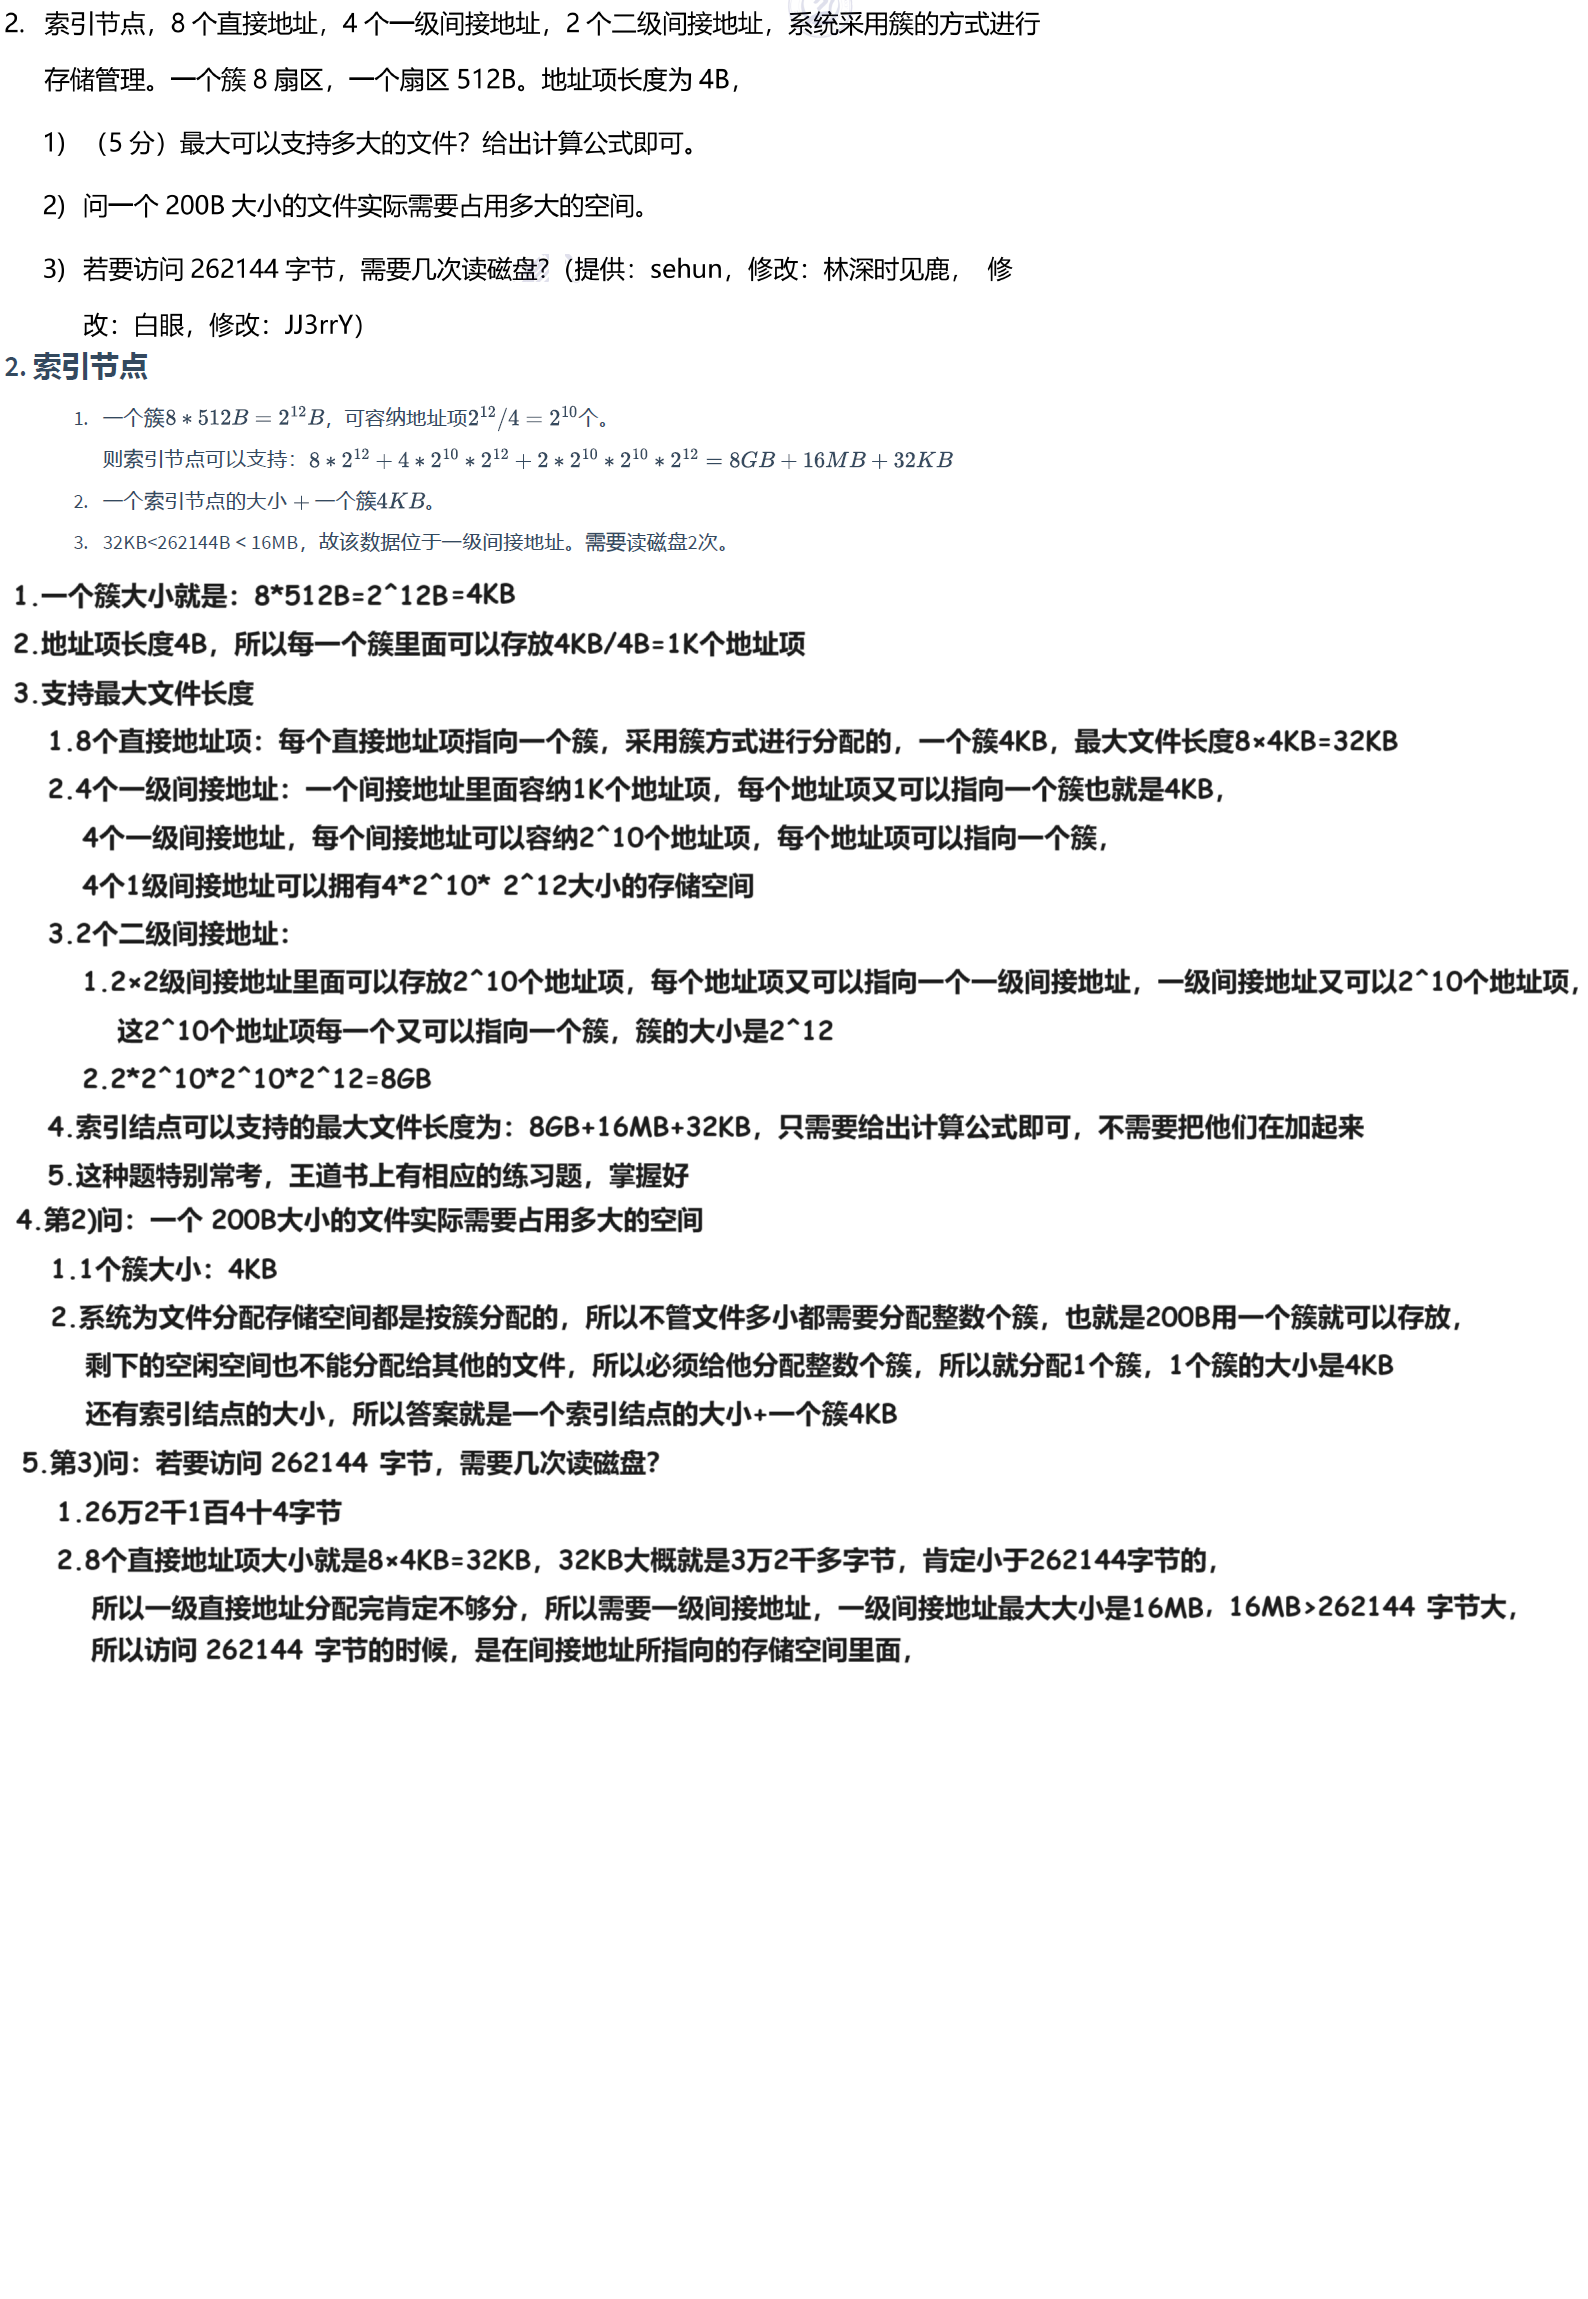 2. 索引节点，8 个直接地址，4 个一级间接地址，2 个二级间接地址，系统采用簇的方式进行
存储管理。一个簇 8 扇区，一个扇区 512B。地址项长度为 4B，
1) （5 分）最大可以支持多大的文件？给出计算公式即可。
2) 问一个 200B 大小的文件实际需要占用多大的空间。
3) 若要访问 262144 字节，需要几次读磁盘？(提供：sehun，修改：林深时见鹿， 修
改：白眼，修改：JJ3rrY）
2. 索引节点
1. 一个簇8 * 512B = 2^12B，可容纳地址项2^12/4 = 2^10个。
则索引节点可以支持：8 * 2^12 + 4 * 2^10 * 2^12 + 2 * 2^10 * 2^10 * 2^12 = 8GB + 16MB + 32KB
2. 一个索引节点的大小 + 一个簇4KB。
3. 32KB<262144B < 16MB，故该数据位于一级间接地址。需要读磁盘2次。
1.一个簇大小就是：8*512B=2^12B=4KB
2.地址项长度4B，所以每一个簇里面可以存放4KB/4B=1K个地址项
3.支持最大文件长度
1.8个直接地址项：每个直接地址项指向一个簇，采用簇方式进行分配的，一个簇4KB，最大文件长度8×4KB=32KB
2.4个一级间接地址：一个间接地址里面容纳1K个地址项，每个地址项又可以指向一个簇也就是4KB，
4个一级间接地址，每个间接地址可以容纳2^10个地址项，每个地址项可以指向一个簇，
4个1级间接地址可以拥有4*2^10* 2^12大小的存储空间
3.2个二级间接地址：
1.2×2级间接地址里面可以存放2^10个地址项，每个地址项又可以指向一个一级间接地址，一级间接地址又可以2^10个地址项，
这2^10个地址项每一个又可以指向一个簇，簇的大小是2^12
2.2*2^10*2^10*2^12=8GB
4.索引结点可以支持的最大文件长度为：8GB+16MB+32KB，只需要给出计算公式即可，不需要把他们在加起来
5.这种题特别常考，王道书上有相应的练习题，掌握好
4.第2)问：一个 200B大小的文件实际需要占用多大的空间
1.1个簇大小：4KB
2.系统为文件分配存储空间都是按簇分配的，所以不管文件多小都需要分配整数个簇，也就是200B用一个簇就可以存放，
剩下的空闲空间也不能分配给其他的文件，所以必须给他分配整数个簇，所以就分配1个簇，1个簇的大小是4KB
还有索引结点的大小，所以答案就是一个索引结点的大小+一个簇4KB
5.第3)问：若要访问 262144 字节，需要几次读磁盘？
1.26万2千1百4十4字节
2.8个直接地址项大小就是8×4KB=32KB，32KB大概就是3万2千多字节，肯定小于262144字节的，
所以一级直接地址分配完肯定不够分，所以需要一级间接地址，一级间接地址最大大小是16MB，16MB>262144 字节大，
所以访问 262144 字节的时候，是在间接地址所指向的存储空间里面，